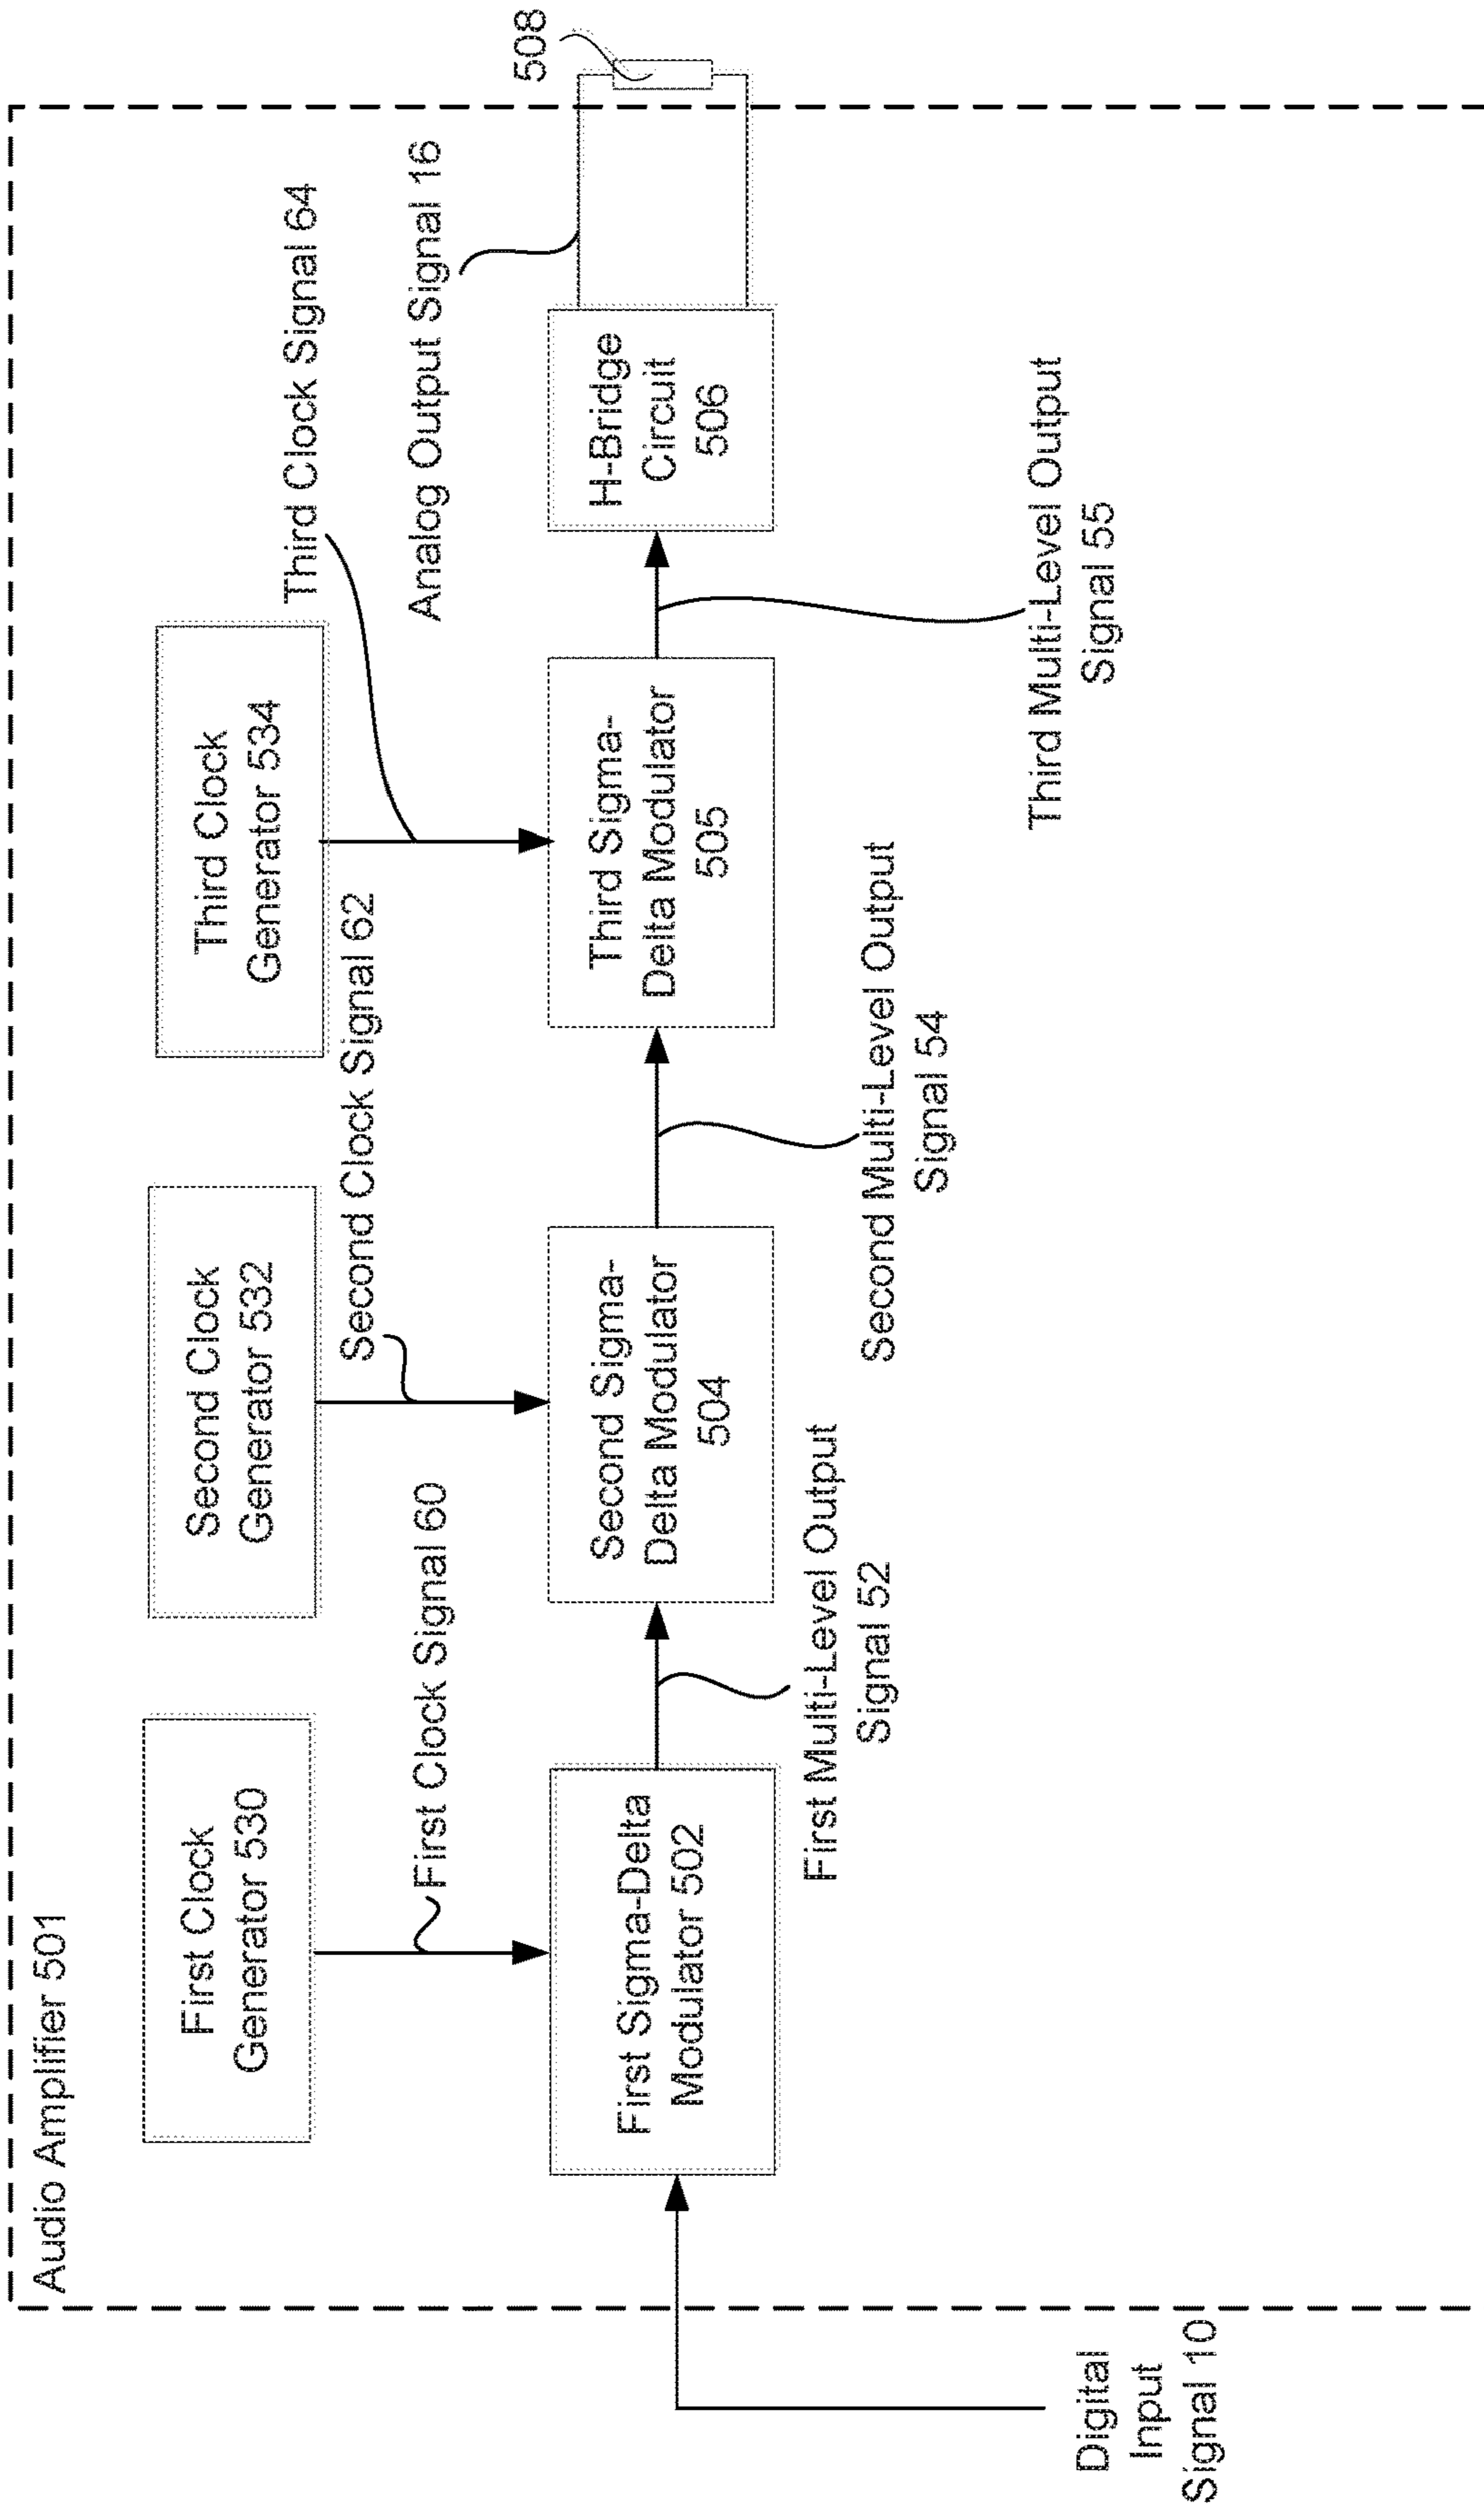 Audio Amplifier 501
First Clock
Generator 530
Second Clock
Generator 532
Third Clock
Generator 534
First Clock Signal 60
Second Clock Signal 62
Third Clock Signal 64
Analog Output Signal 16
508
First Sigma-Delta
Modulator 502
Second Sigma-
Delta Modulator
504
Third Sigma-
Delta Modulator
505
H-Bridge
Circuit
506
First Multi-Level Output
Signal 52
Second Multi-Level Output
Signal 54
Third Multi-Level Output
Signal 55
Digital
Input
Signal 10